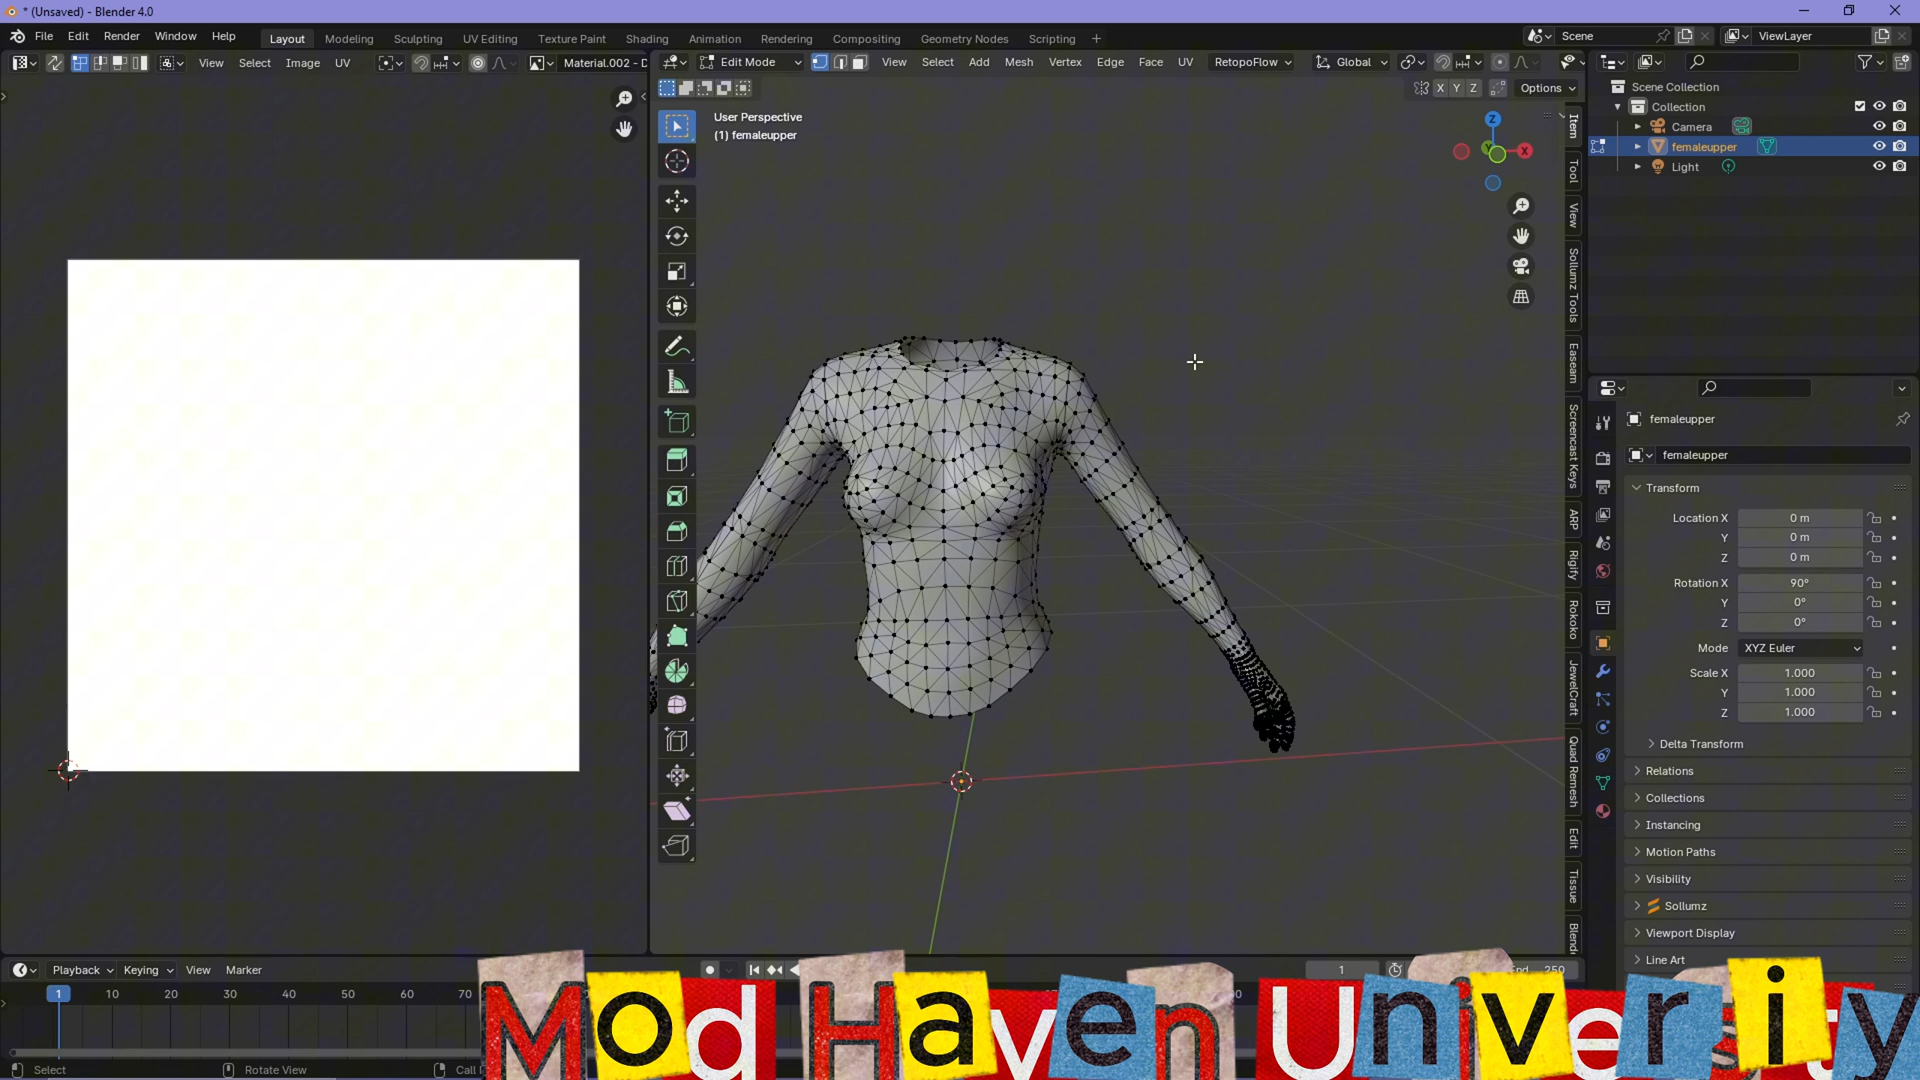 * (Unsaved) - Blender 4.0
File Edit Render Window Help Layout Modeling Sculpting UV Editing Texture Paint Shading Animation Rendering Compositing Geometry Nodes Scripting + Scene ViewLayer
View Select Image UV Material.002 - D Edit Mode View Select Add Mesh Vertex Edge Face UV RetopoFlow Global
X Y Z Options
User Perspective
(1) femaleupper
Z
X
Item
Tool
View
Sollumz Tools
Easeam
Screencast Keys
ARP
Rigify
Rokoko
JewelCraft
Quad Remesh
Edit
Tissue
Blend
Scene Collection
Collection
Camera
femaleupper
Light
femaleupper
femaleupper
Transform
Location X 0 m
Y 0 m
Z 0 m
Rotation X 90°
Y 0°
Z 0°
Mode XYZ Euler
Scale X 1.000
Y 1.000
Z 1.000
Delta Transform
Relations
Collections
Instancing
Motion Paths
Visibility
Sollumz
Viewport Display
Line Art
Playback Keying View Marker 1 End 250
1 10 20 30 40 50 60 70
Mod Haven University
Select Rotate View Call